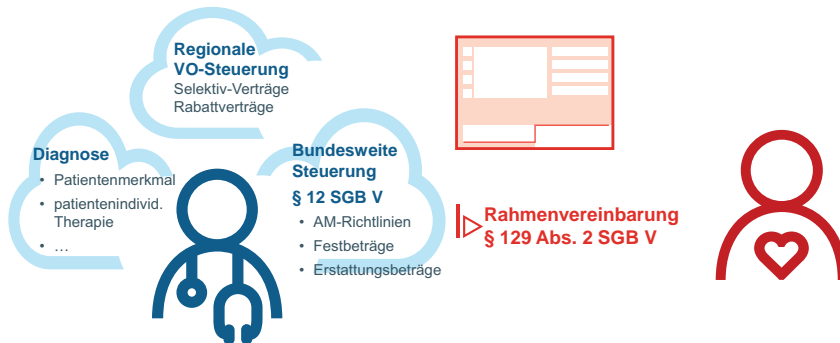 Regionale
VO-Steuerung
Selektiv-Verträge
Rabattverträge
Diagnose
• Patientenmerkmal
• patientenindivid.
Therapie
• …
Bundesweite
Steuerung
§ 12 SGB V
• AM-Richtlinien
• Festbeträge
• Erstattungsbeträge
Rahmenvereinbarung
§ 129 Abs. 2 SGB V